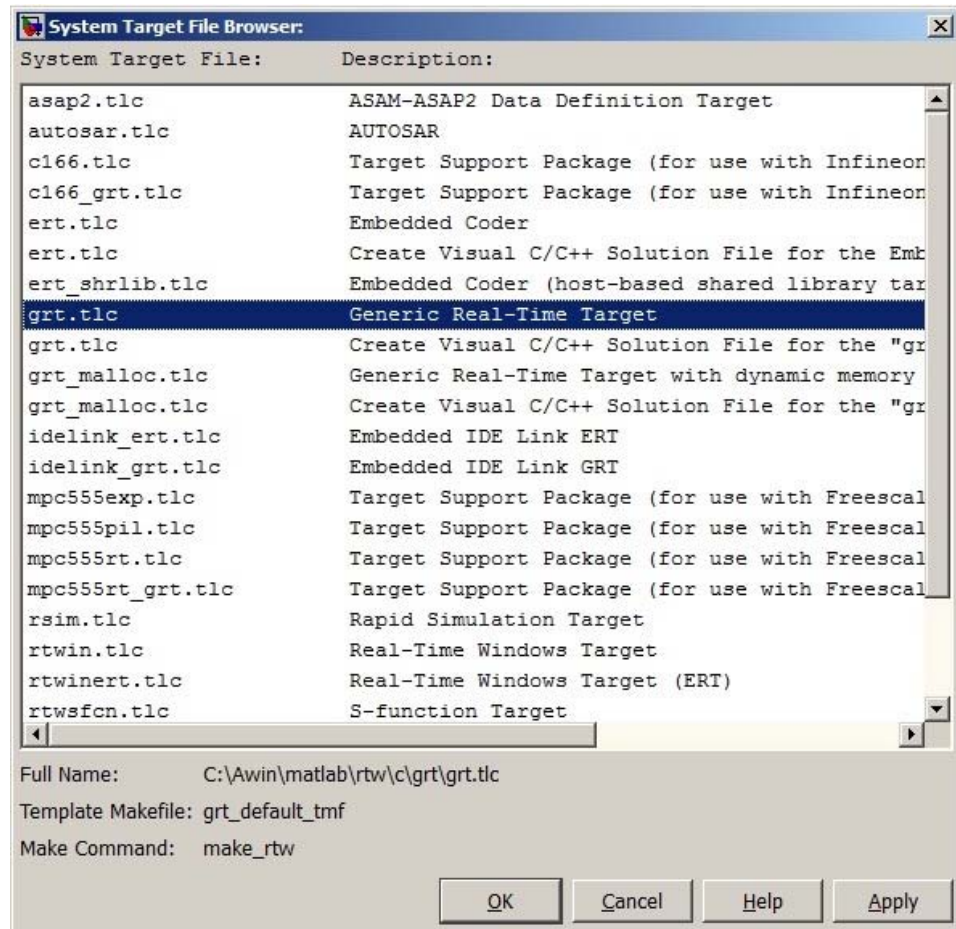 System Target File Browser:
System Target File: Description:
asap2.tlc ASAM-ASAP2 Data Definition Target
autosar.tlc AUTOSAR
c166.tlc Target Support Package (for use with Infineon
c166_grt.tlc Target Support Package (for use with Infineon
ert.tlc Embedded Coder
ert.tlc Create Visual C/C++ Solution File for the Emb
ert_shrlib.tlc Embedded Coder (host-based shared library tar
grt.tlc Generic Real-Time Target
grt.tlc Create Visual C/C++ Solution File for the "gr
grt_malloc.tlc Generic Real-Time Target with dynamic memory
grt_malloc.tlc Create Visual C/C++ Solution File for the "gr
idelink_ert.tlc Embedded IDE Link ERT
idelink_grt.tlc Embedded IDE Link GRT
mpc555exp.tlc Target Support Package (for use with Freescal
mpc555pil.tlc Target Support Package (for use with Freescal
mpc555rt.tlc Target Support Package (for use with Freescal
mpc555rt_grt.tlc Target Support Package (for use with Freescal
rsim.tlc Rapid Simulation Target
rtwin.tlc Real-Time Windows Target
rtwinert.tlc Real-Time Windows Target (ERT)
rtwsfcn.tlc S-function Target
Full Name: C:\Awin\matlab\rtw\c\grt\grt.tlc
Template Makefile: grt_default_tmf
Make Command: make_rtw
OK Cancel Help Apply